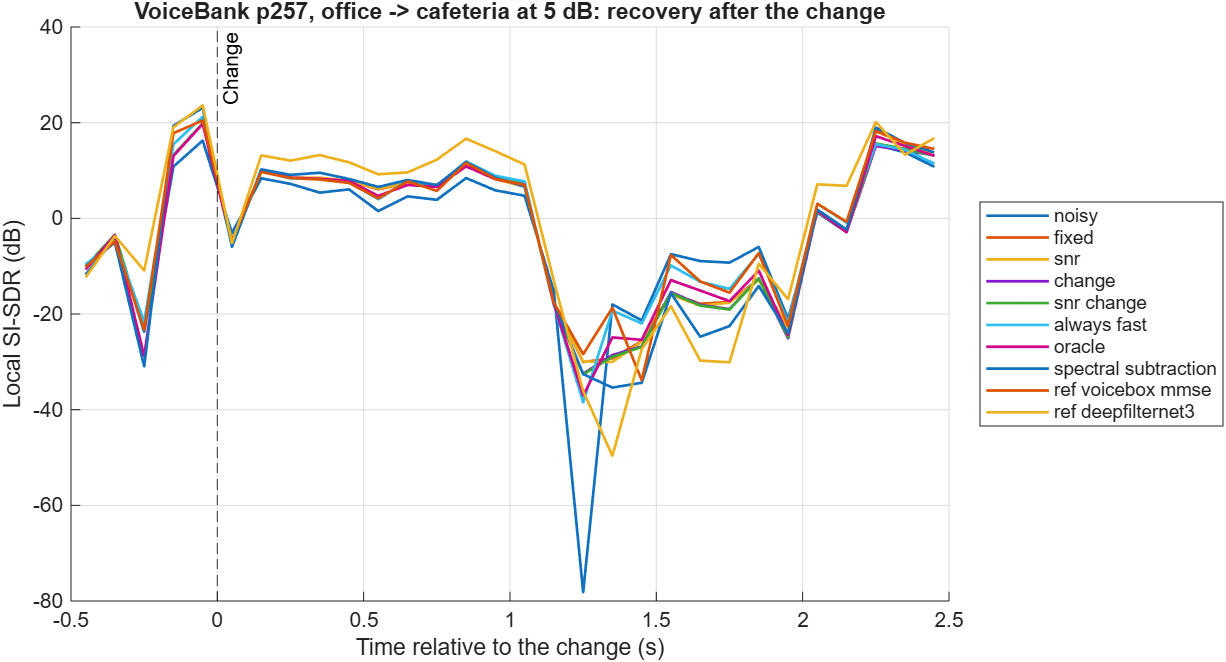 VoiceBank p257, office -> cafeteria at 5 dB: recovery after the change
Local SI-SDR (dB)
40
20
0
-20
-40
-60
-80
Change
-0.5
0
0.5
1
1.5
2
2.5
Time relative to the change (s)
noisy
fixed
snr
change
snr change
always fast
oracle
spectral subtraction
ref voicebox mmse
ref deepfilternet3